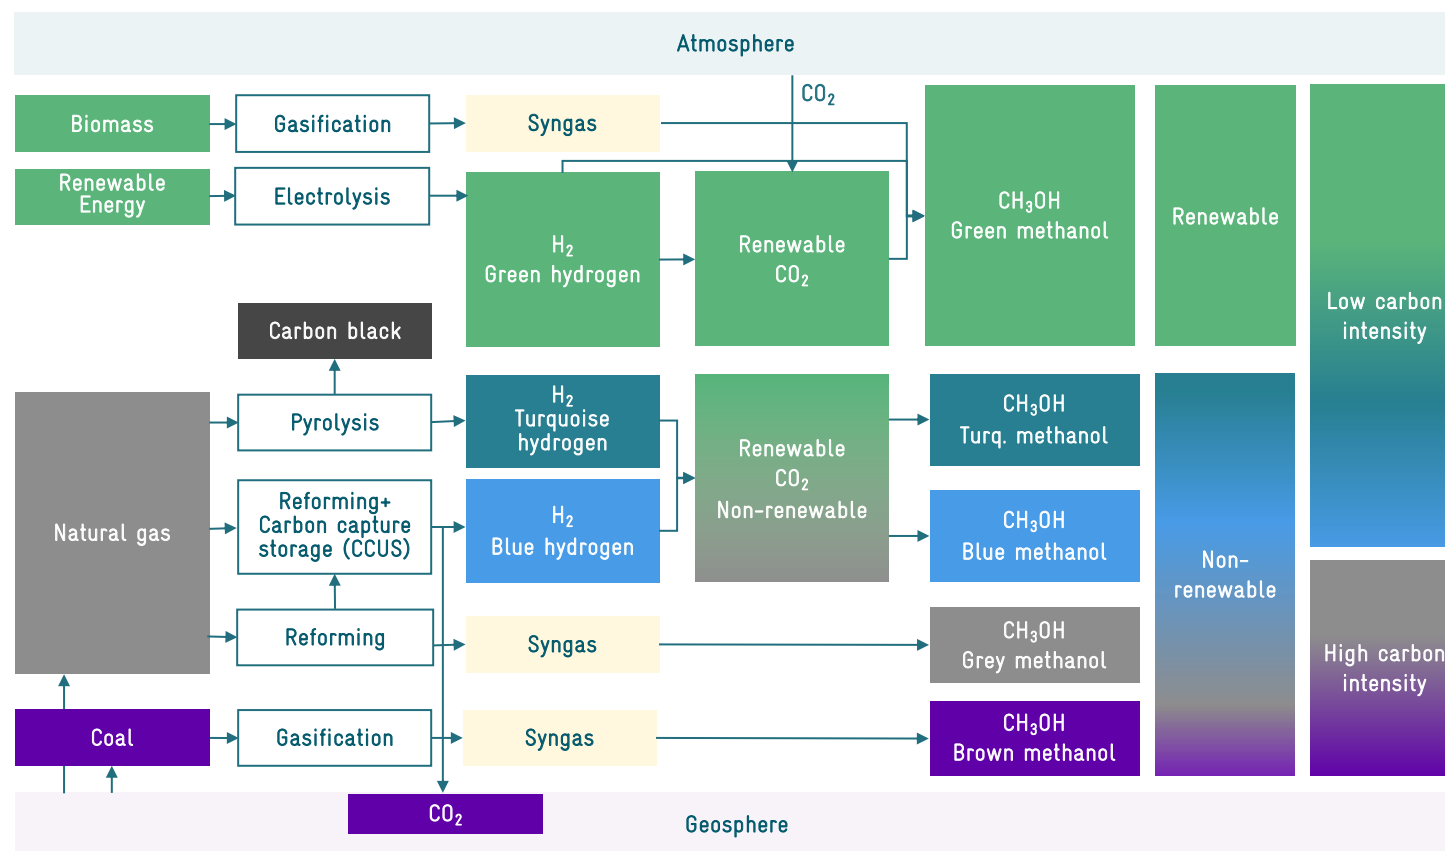 Atmosphere
CO₂
Biomass
Gasification
Syngas
Renewable
Energy
Electrolysis
H₂
Green hydrogen
Renewable
CO₂
CH₃OH
Green methanol
Renewable
Low carbon
intensity
Carbon black
Natural gas
Pyrolysis
H₂
Turquoise
hydrogen
Renewable
CO₂
Non-renewable
CH₃OH
Turq. methanol
Reforming+
Carbon capture
storage (CCUS)
H₂
Blue hydrogen
CH₃OH
Blue methanol
Non-
renewable
Reforming
Syngas
CH₃OH
Grey methanol
High carbon
intensity
Coal
Gasification
Syngas
CH₃OH
Brown methanol
CO₂
Geosphere